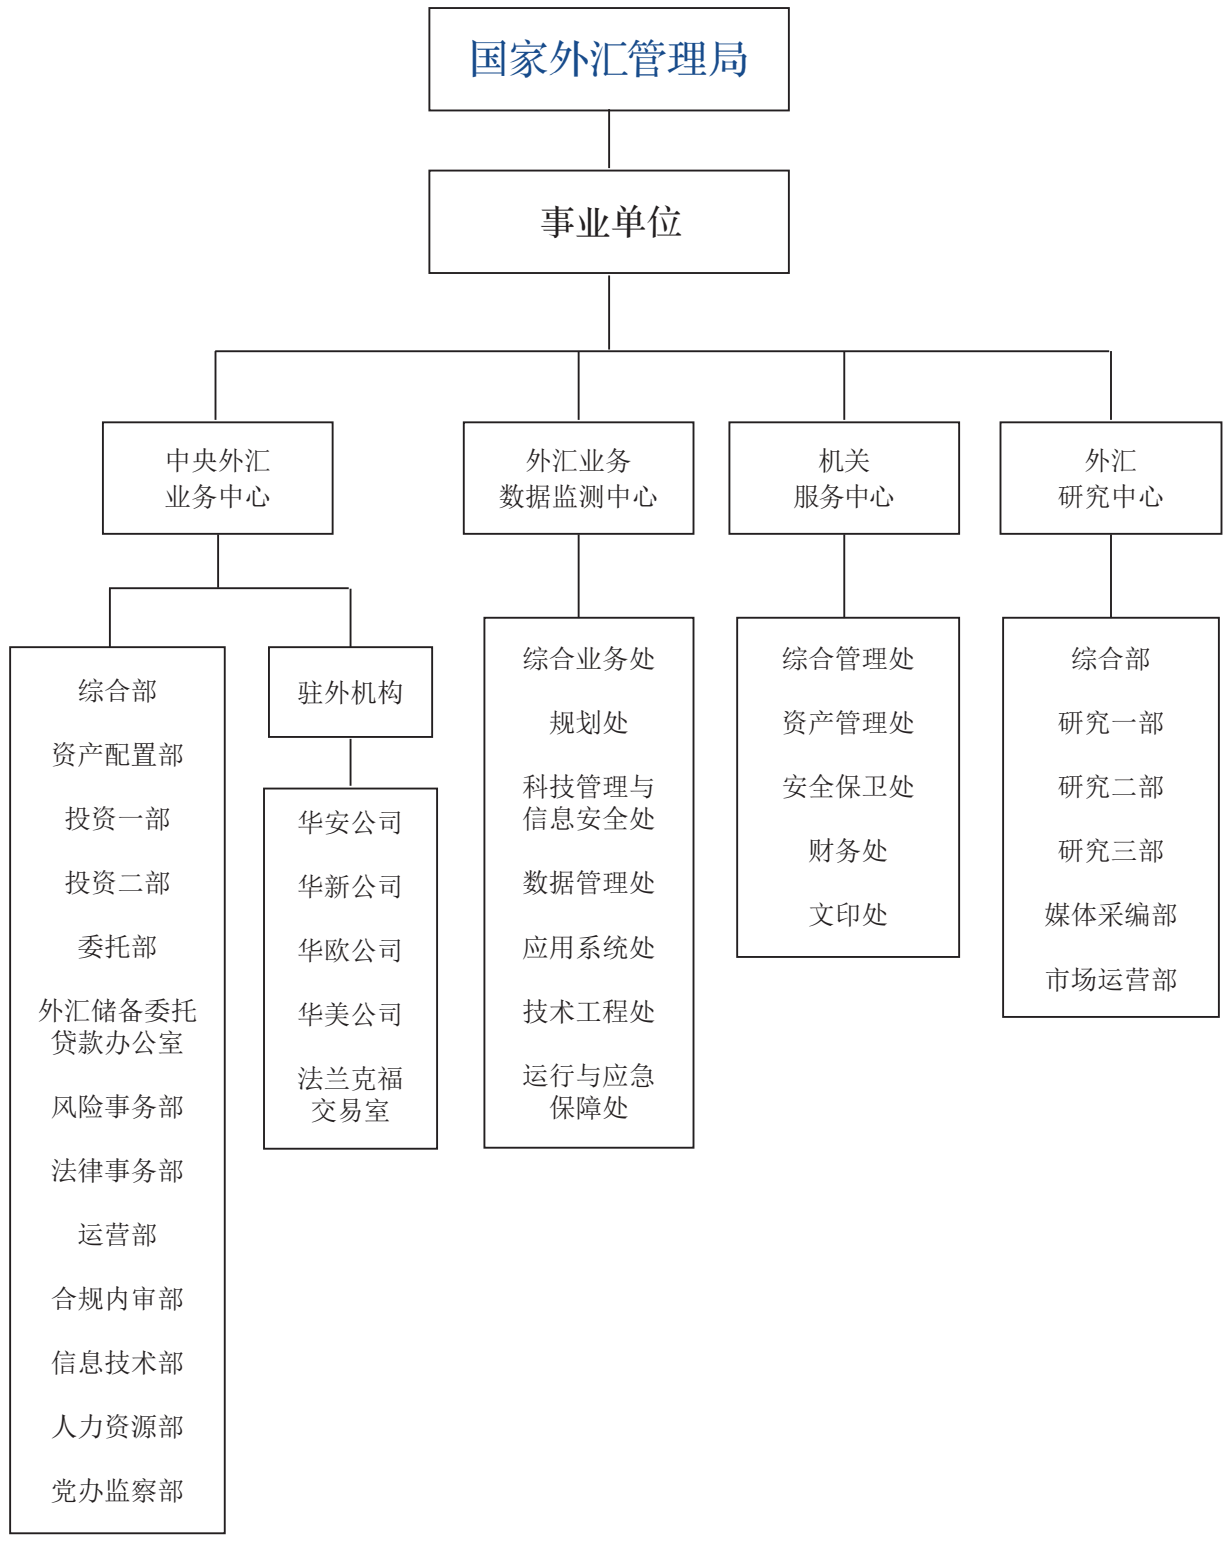 国家外汇管理局
事业单位
中央外汇
业务中心
外汇业务
数据监测中心
机关
服务中心
外汇
研究中心
综合部
资产配置部
投资一部
投资二部
委托部
外汇储备委托
贷款办公室
风险事务部
法律事务部
运营部
合规内审部
信息技术部
人力资源部
党办监察部
驻外机构
华安公司
华新公司
华欧公司
华美公司
法兰克福
交易室
综合业务处
规划处
科技管理与
信息安全处
数据管理处
应用系统处
技术工程处
运行与应急
保障处
综合管理处
资产管理处
安全保卫处
财务处
文印处
综合部
研究一部
研究二部
研究三部
媒体采编部
市场运营部